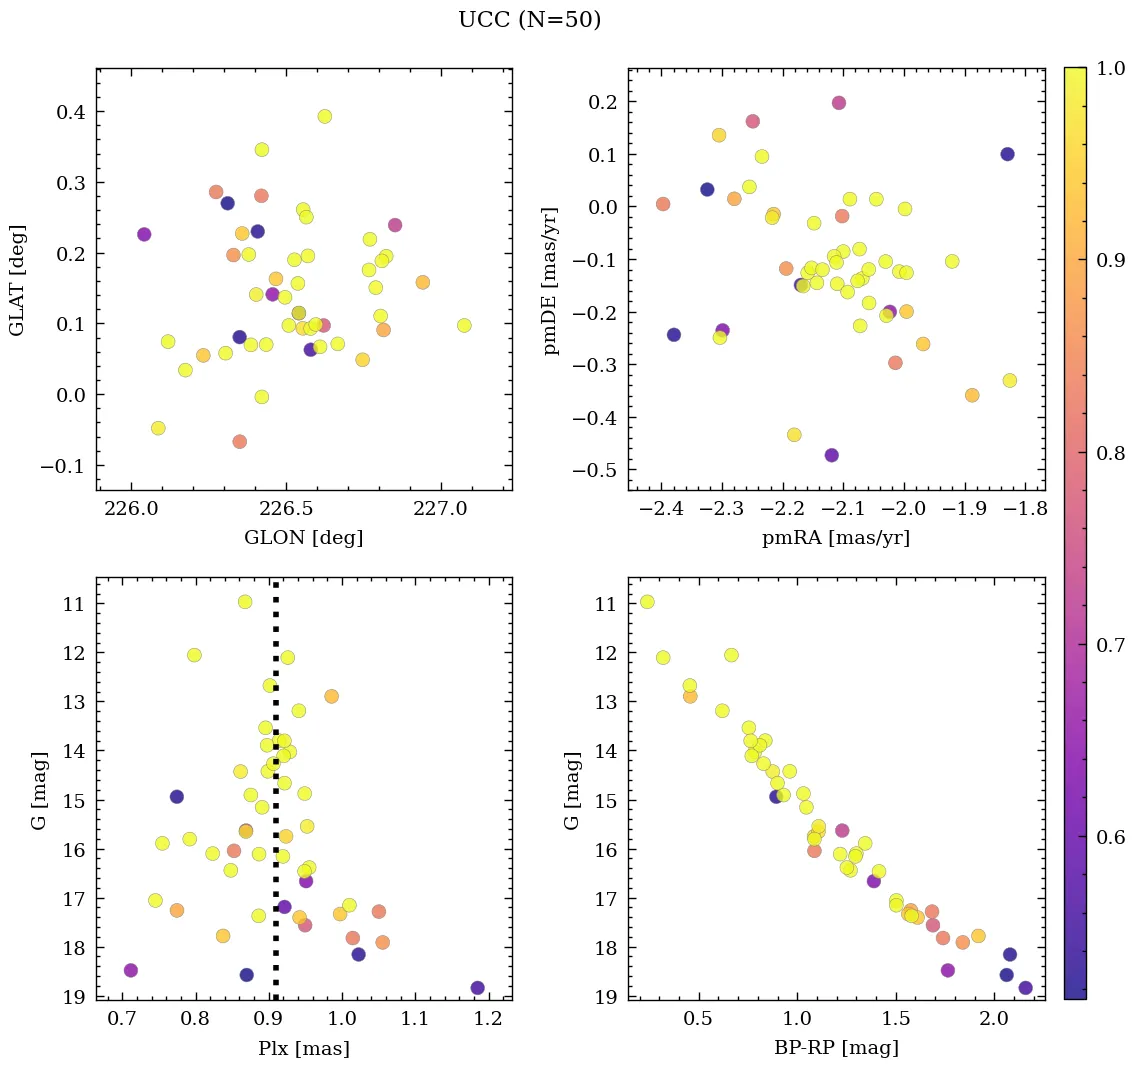 UCC (N=50)
0.4
0.3
0.2
0.1
0.0
−0.1
GLAT [deg]
226.0 226.5 227.0
GLON [deg]
0.2
0.1
0.0
−0.1
−0.2
−0.3
−0.4
−0.5
pmDE [mas/yr]
−2.4 −2.3 −2.2 −2.1 −2.0 −1.9 −1.8
pmRA [mas/yr]
11
12
13
14
15
16
17
18
19
G [mag]
0.7 0.8 0.9 1.0 1.1 1.2
Plx [mas]
11
12
13
14
15
16
17
18
19
G [mag]
0.5 1.0 1.5 2.0
BP-RP [mag]
1.0
0.9
0.8
0.7
0.6